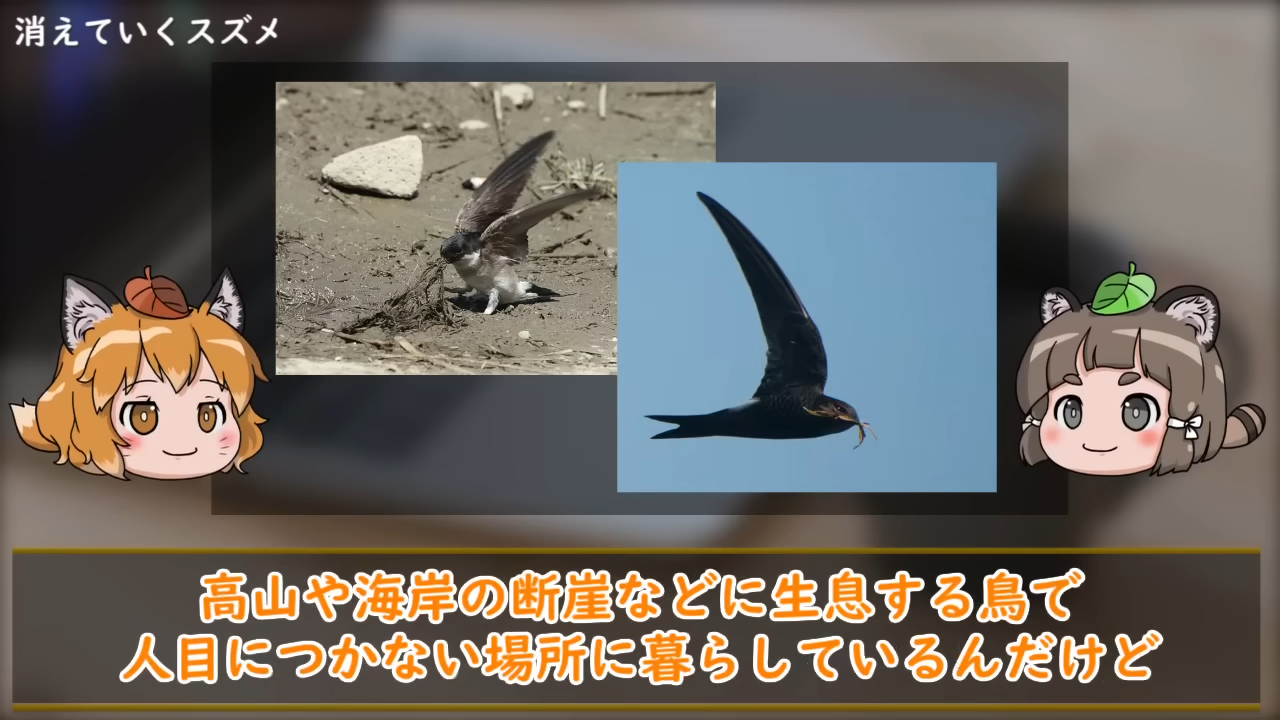 消えていくスズメ
高山や海岸の断崖などに生息する鳥で
人目につかない場所に暮らしているんだけど